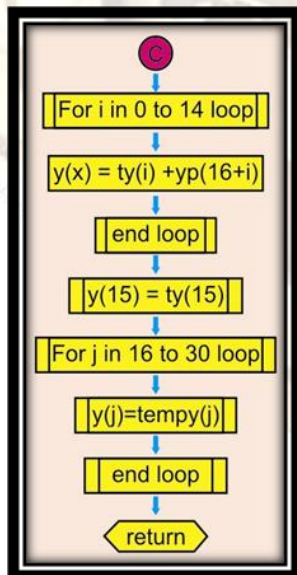 C
For i in 0 to 14 loop
y(x) = ty(i) +yp(16+i)
end loop
y(15) = ty(15)
For j in 16 to 30 loop
y(j)=tempy(j)
end loop
return